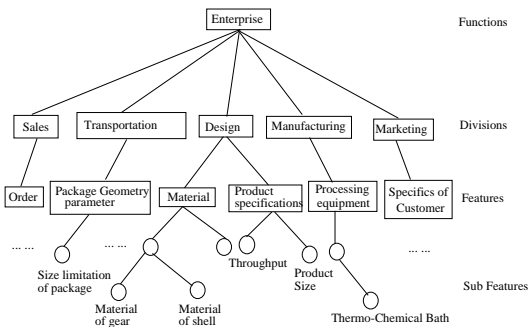 Enterprise
Functions
Sales
Transportation
Design
Manufacturing
Marketing
Divisions
Order
Package Geometry
parameter
Material
Product
specifications
Processing
equipment
Specifics of
Customer
Features
... ...
... ...
... ...
Size limitation
of package
Throughput
Product
Size
Material
of gear
Material
of shell
Thermo-Chemical Bath
Sub Features